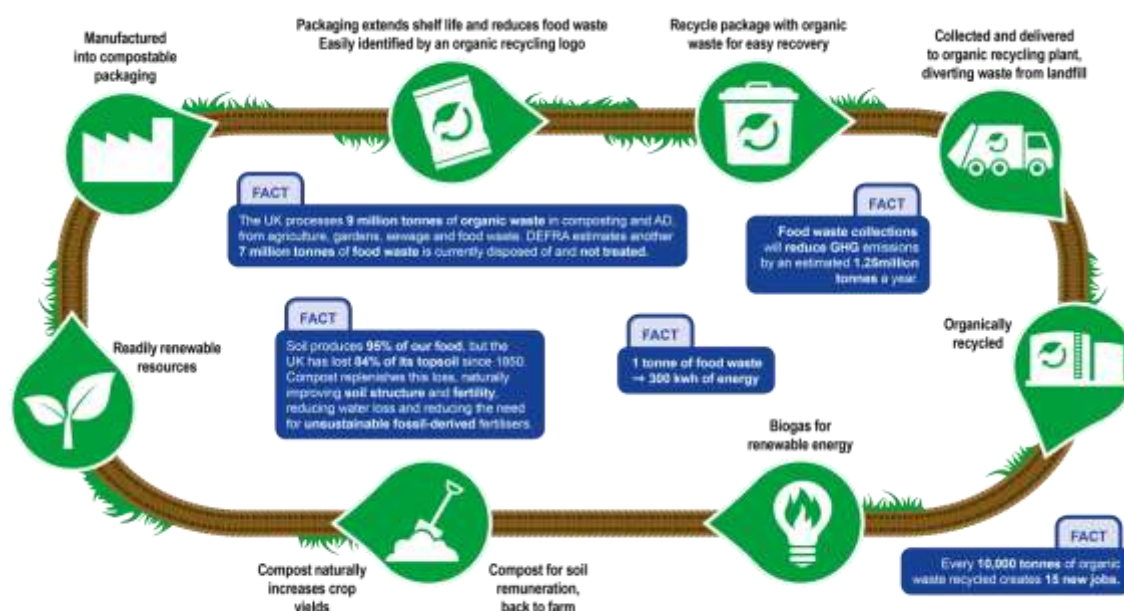 Manufactured
into compostable
packaging
Packaging extends shelf life and reduces food waste
Easily identified by an organic recycling logo
Recycle package with organic
waste for easy recovery
Collected and delivered
to organic recycling plant,
diverting waste from landfill
FACT
The UK processes 9 million tonnes of organic waste in composting and AD
from agriculture, gardens, sewage and food waste. DEFRA estimates another
7 million tonnes of food waste is currently disposed of and not treated.
FACT
Food waste collections
will reduce GHG emissions
by an estimated 1.25million
tonnes a year.
FACT
Soil produces 95% of our food, but the
UK has lost 84% of its topsoil since 1850.
Compost replenishes this loss, naturally
improving soil structure and fertility,
reducing water loss and reducing the need
for unsustainable fossil-derived fertilisers
FACT
1 tonne of food waste
→ 300 kwh of energy
Organically
recycled
Readily renewable
resources
Biogas for
renewable energy
FACT
Every 10,000 tonnes of organic
waste recycled creates 15 new jobs.
Compost naturally
increases crop
yields
Compost for soil
remuneration,
back to farm